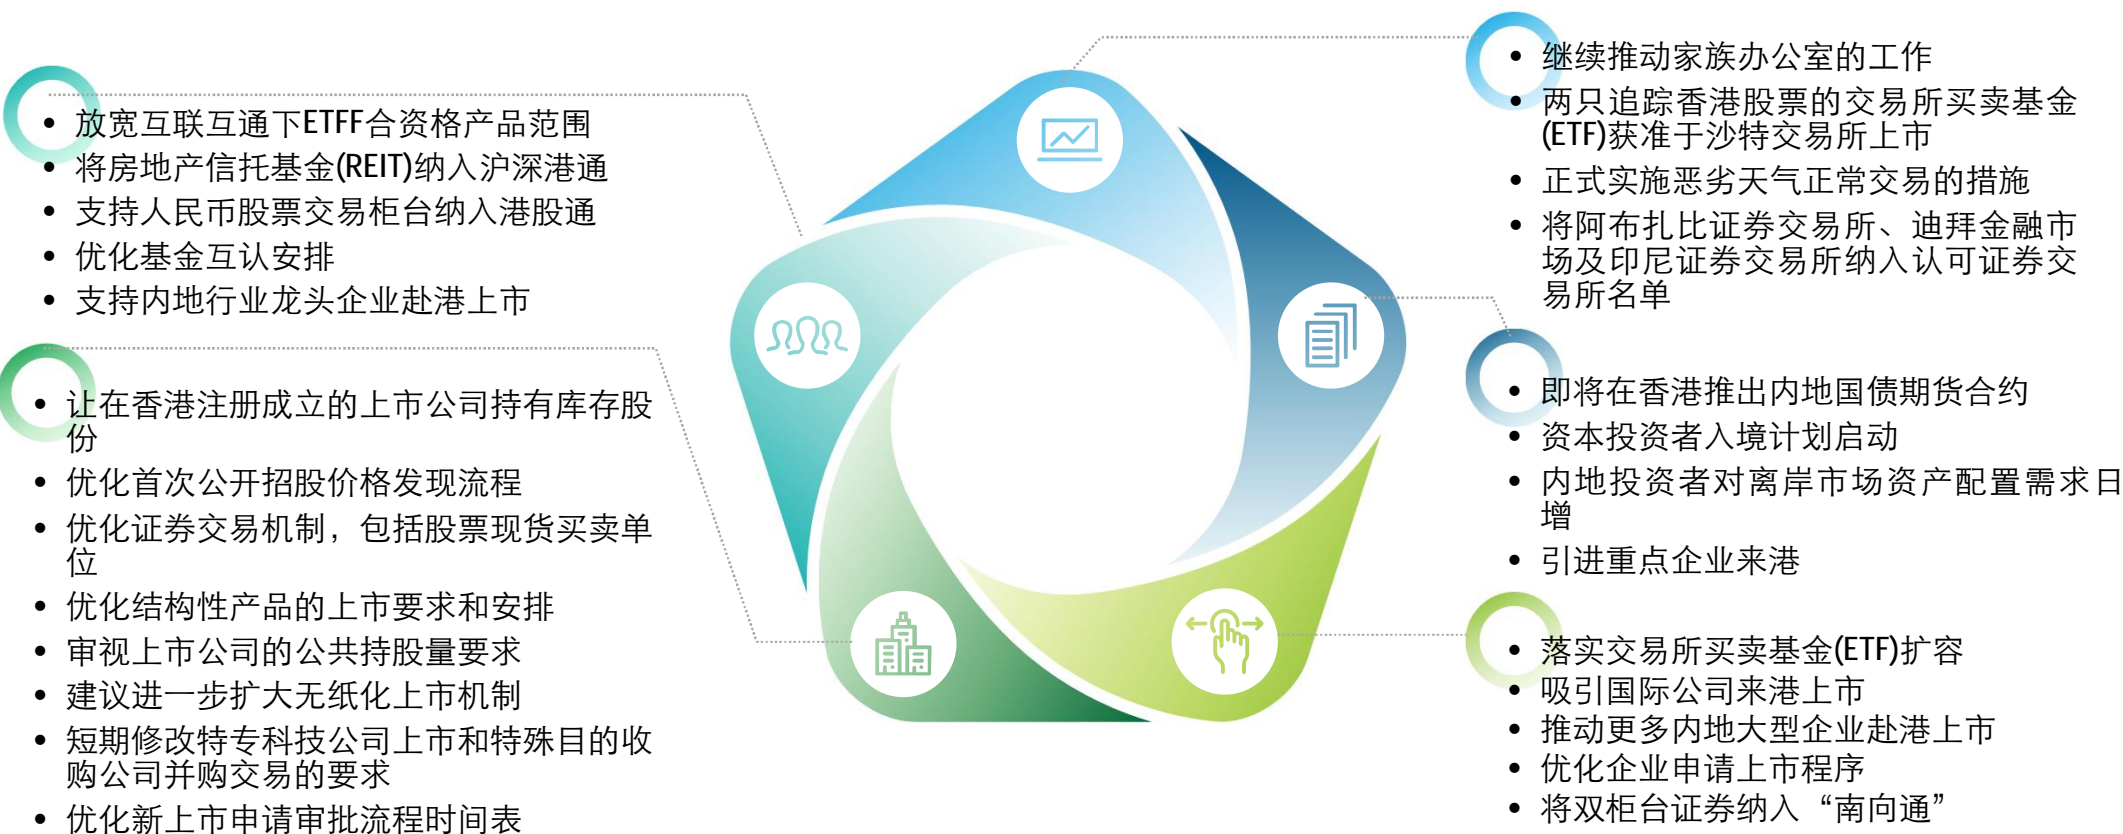 • 放宽互联互通下ETFF合资格产品范围
• 将房地产信托基金(REIT)纳入沪深港通
• 支持人民币股票交易柜台纳入港股通
• 优化基金互认安排
• 支持内地行业龙头企业赴港上市
• 让在香港注册成立的上市公司持有库存股
份
• 优化首次公开招股价格发现流程
• 优化证券交易机制，包括股票现货买卖单
位
• 优化结构性产品的上市要求和安排
• 审视上市公司的公共持股量要求
• 建议进一步扩大无纸化上市机制
• 短期修改特专科技公司上市和特殊目的收
购公司并购交易的要求
• 优化新上市申请审批流程时间表
• 继续推动家族办公室的工作
• 两只追踪香港股票的交易所买卖基金
(ETF)获准于沙特交易所上市
• 正式实施恶劣天气正常交易的措施
• 将阿布扎比证券交易所、迪拜金融市
场及印尼证券交易所纳入认可证券交
易所名单
• 即将在香港推出内地国债期货合约
• 资本投资者入境计划启动
• 内地投资者对离岸市场资产配置需求日
增
• 引进重点企业来港
• 落实交易所买卖基金(ETF)扩容
• 吸引国际公司来港上市
• 推动更多内地大型企业赴港上市
• 优化企业申请上市程序
• 将双柜台证券纳入“南向通”